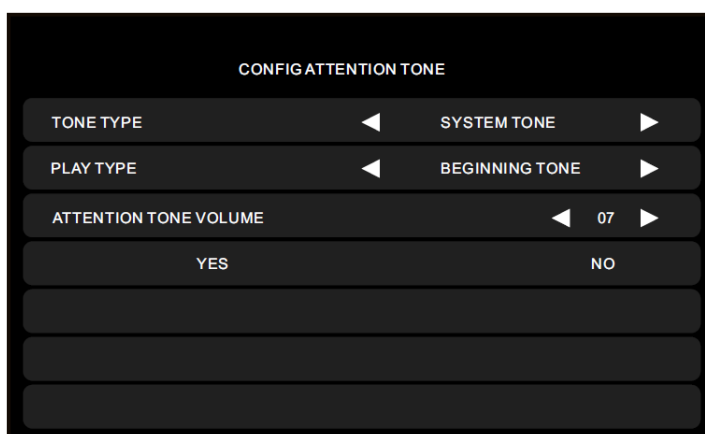 CONFIG ATTENTION TONE
TONE TYPE ◀ SYSTEM TONE ▶
PLAY TYPE ◀ BEGINNING TONE ▶
ATTENTION TONE VOLUME ◀ 07 ▶
YES NO